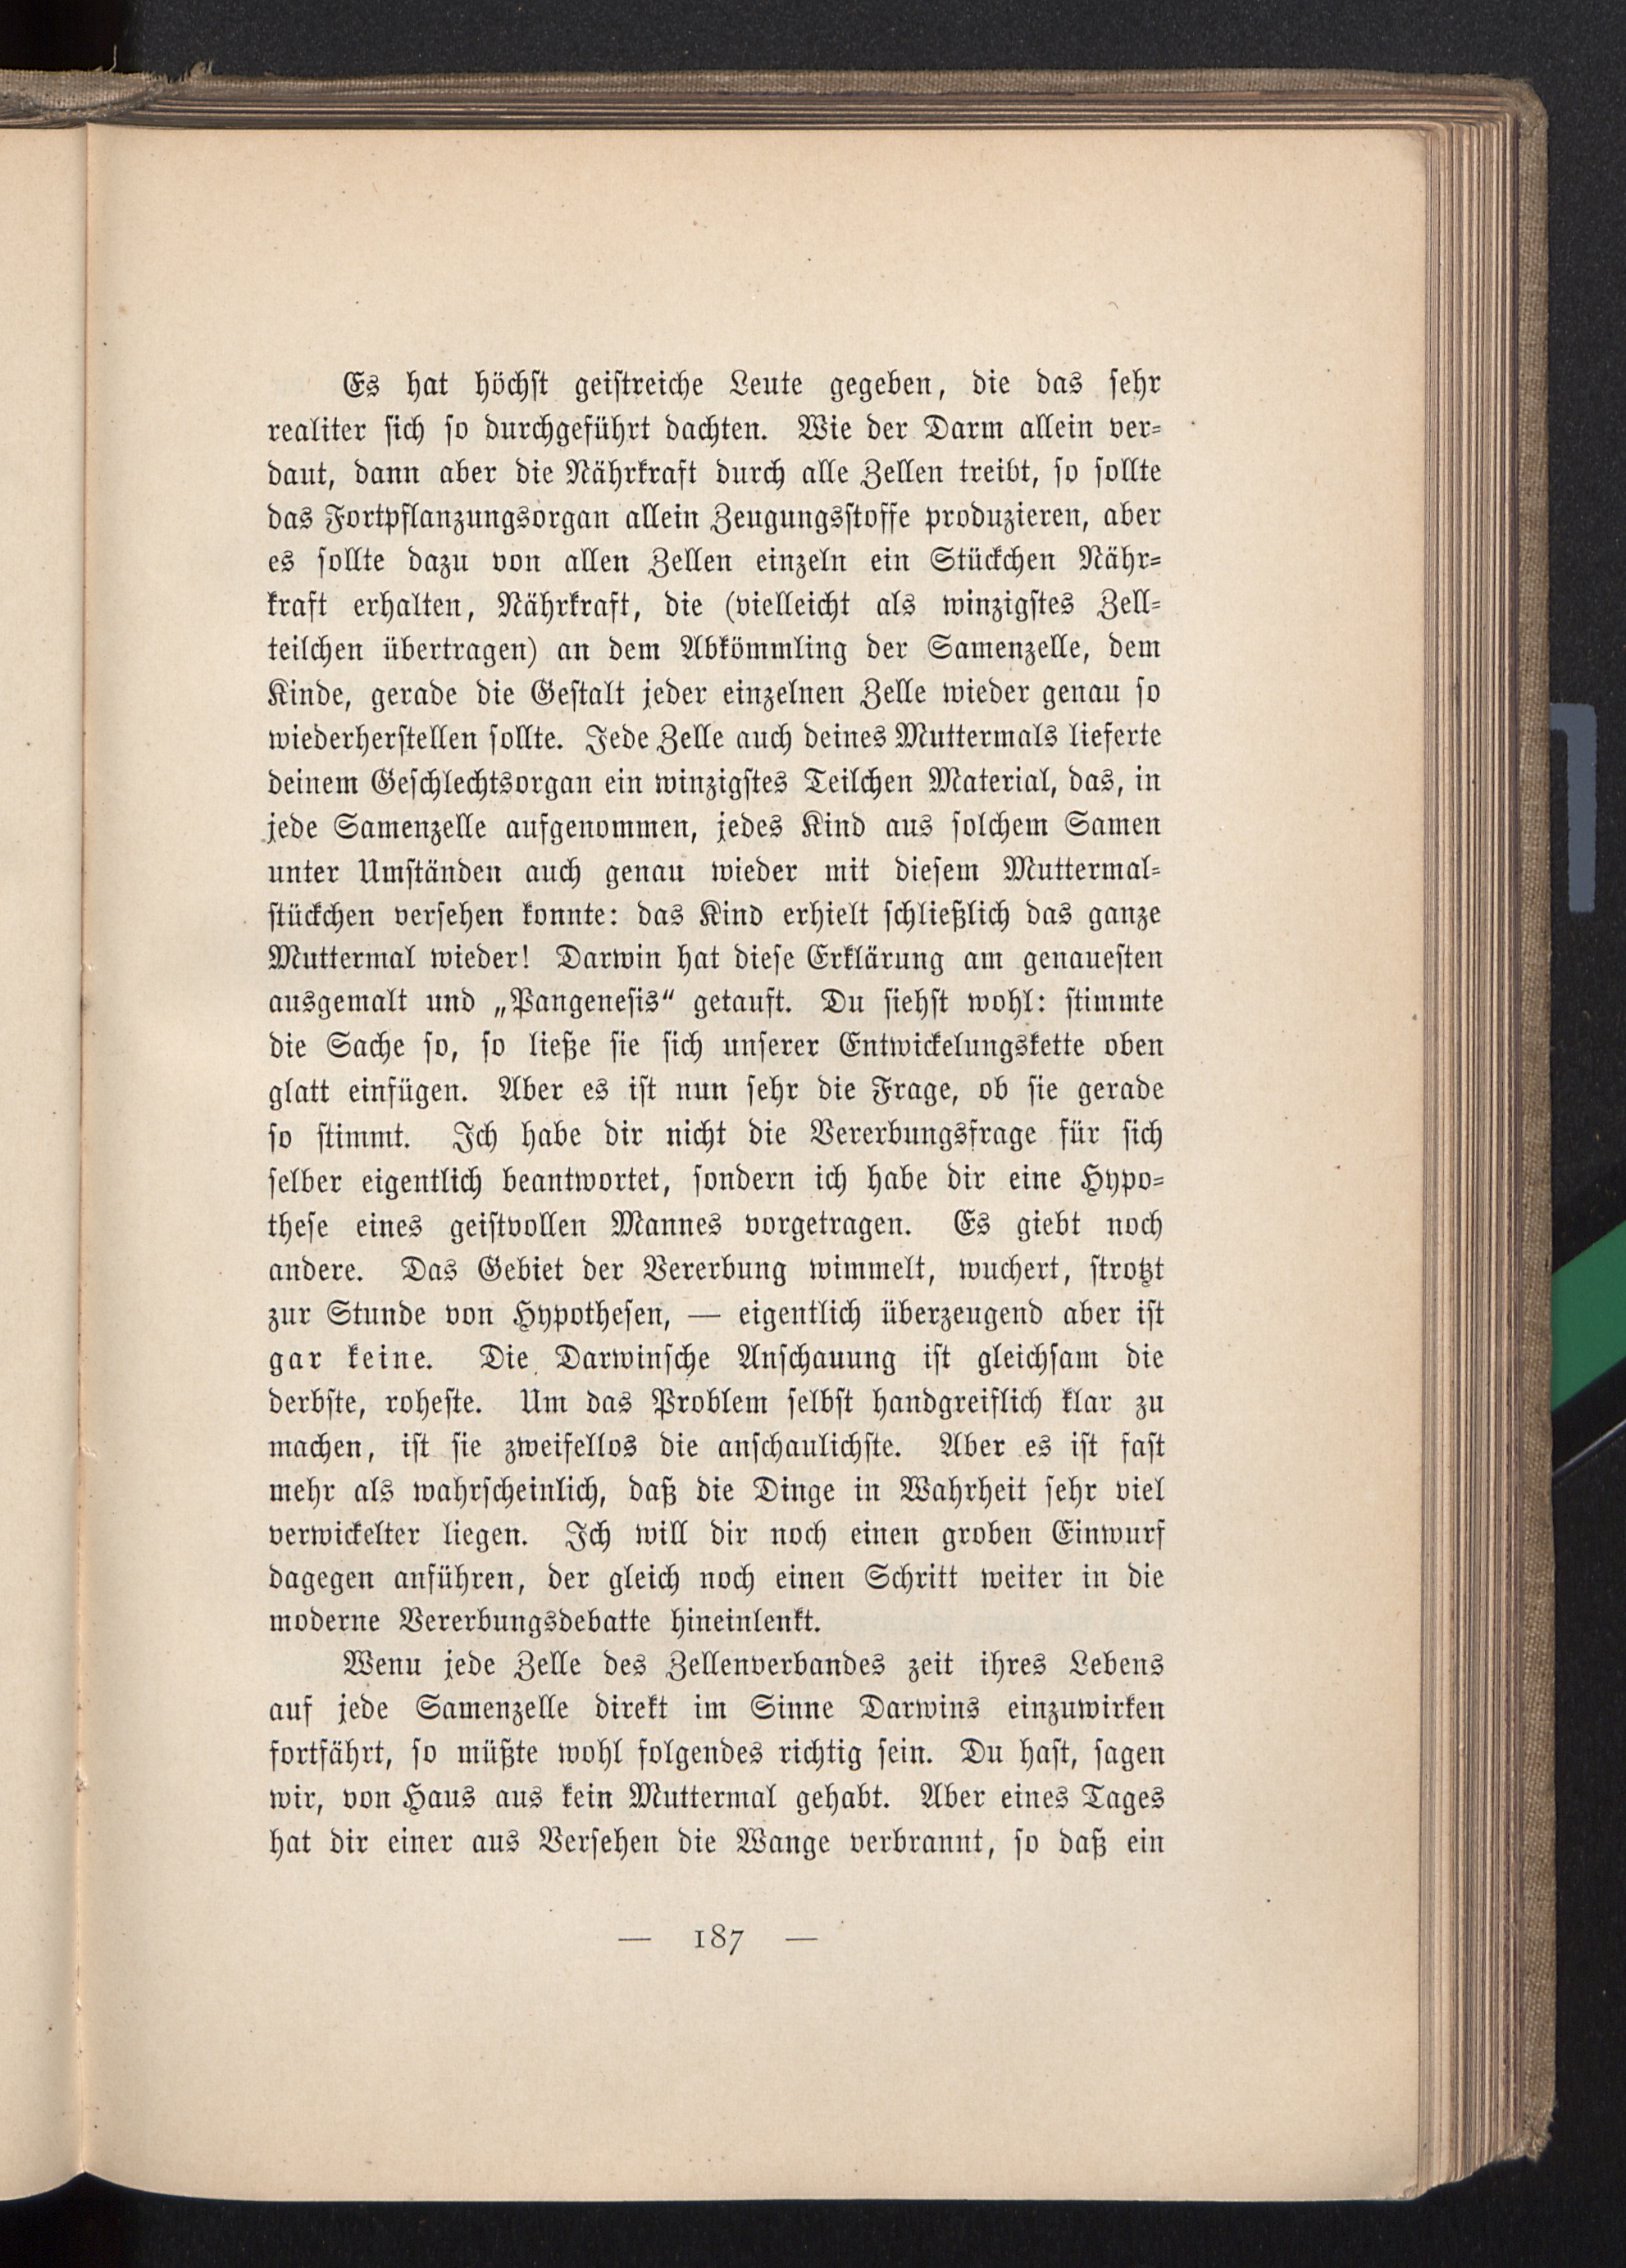 Es hat höchst geistreiche Leute gegeben, die das sehr
realiter sich so durchgeführt dachten. Wie der Darm allein ver-
daut, dann aber die Nährkraft durch alle Zellen treibt, so sollte
das Fortpflanzungsorgan allein Zeugungsstoffe produzieren, aber
es sollte dazu von allen Zellen einzeln ein Stückchen Nähr-
kraft erhalten, Nährkraft, die (vielleicht als winzigstes Zell-
teilchen übertragen) an dem Abkömmling der Samenzelle, dem
Kinde, gerade die Gestalt jeder einzelnen Zelle wieder genau so
wiederherstellen sollte. Jede Zelle auch deines Muttermals lieferte
deinem Geschlechtsorgan ein winzigstes Teilchen Material, das, in
jede Samenzelle aufgenommen, jedes Kind aus solchem Samen
unter Umständen auch genau wieder mit diesem Muttermal-
stückchen versehen konnte: das Kind erhielt schließlich das ganze
Muttermal wieder! Darwin hat diese Erklärung am genauesten
ausgemalt und „Pangenesis“ getauft. Du siehst wohl: stimmte
die Sache so, so ließe sie sich unserer Entwickelungskette oben
glatt einfügen. Aber es ist nun sehr die Frage, ob sie gerade
so stimmt. Ich habe dir nicht die Vererbungsfrage für sich
selber eigentlich beantwortet, sondern ich habe dir eine Hypo-
these eines geistvollen Mannes vorgetragen. Es giebt noch
andere. Das Gebiet der Vererbung wimmelt, wuchert, strotzt
zur Stunde von Hypothesen, — eigentlich überzeugend aber ist
gar keine. Die Darwinsche Anschauung ist gleichsam die
derbste, roheste. Um das Problem selbst handgreiflich klar zu
machen, ist sie zweifellos die anschaulichste. Aber es ist fast
mehr als wahrscheinlich, daß die Dinge in Wahrheit sehr viel
verwickelter liegen. Ich will dir noch einen groben Einwurf
dagegen anführen, der gleich noch einen Schritt weiter in die
moderne Vererbungsdebatte hineinlenkt.
Wenu jede Zelle des Zellenverbandes zeit ihres Lebens
auf jede Samenzelle direkt im Sinne Darwins einzuwirken
fortfährt, so müßte wohl folgendes richtig sein. Du hast, sagen
wir, von Haus aus kein Muttermal gehabt. Aber eines Tages
hat dir einer aus Versehen die Wange verbrannt, so daß ein
— 187 —